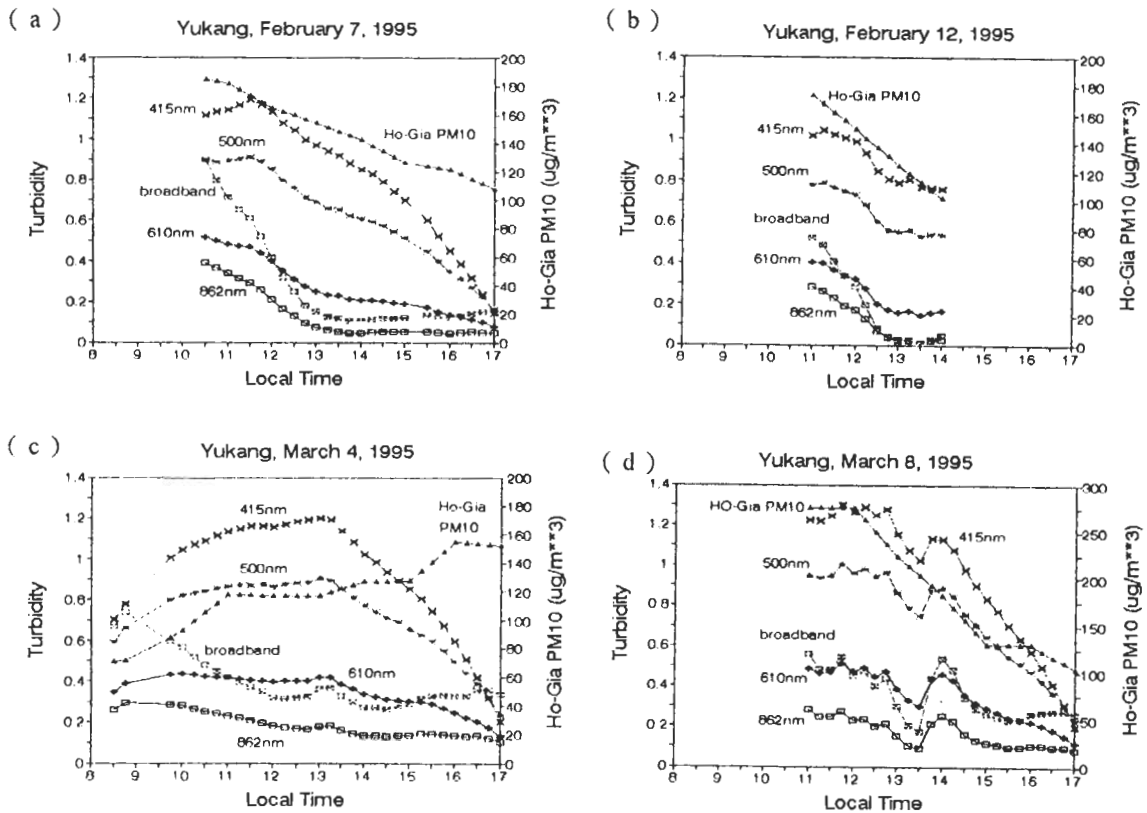 ( a )
Yukang, February 7, 1995
1.4
1.2
1
0.8
0.6
0.4
0.2
0
Turbidity
200
180
160
140
120
100
80
60
40
20
0
Ho-Gia PM10 (ug/m**3)
415nm
500nm
broadband
610nm
862nm
Ho-Gia PM10
8 9 10 11 12 13 14 15 16 17
Local Time
( b )
Yukang, February 12, 1995
1.4
1.2
1
0.8
0.6
0.4
0.2
0
Turbidity
200
180
160
140
120
100
80
60
40
20
0
Ho-Gia PM10 (ug/m**3)
Ho-Gia PM10
415nm
500nm
broadband
610nm
862nm
8 9 10 11 12 13 14 15 16 17
Local Time
( c )
Yukang, March 4, 1995
1.4
1.2
1
0.8
0.6
0.4
0.2
0
Turbidity
200
180
160
140
120
100
80
60
40
20
0
Ho-Gia PM10 (ug/m**3)
415nm
Ho-Gia
PM10
500nm
broadband
610nm
862nm
8 9 10 11 12 13 14 15 16 17
Local Time
( d )
Yukang, March 8, 1995
1.4
1.2
1
0.8
0.6
0.4
0.2
0
Turbidity
300
250
200
150
100
50
0
Ho-Gia PM10 (ug/m**3)
HO-Gia PM10
415nm
500nm
broadband
610nm
862nm
8 9 10 11 12 13 14 15 16 17
Local Time